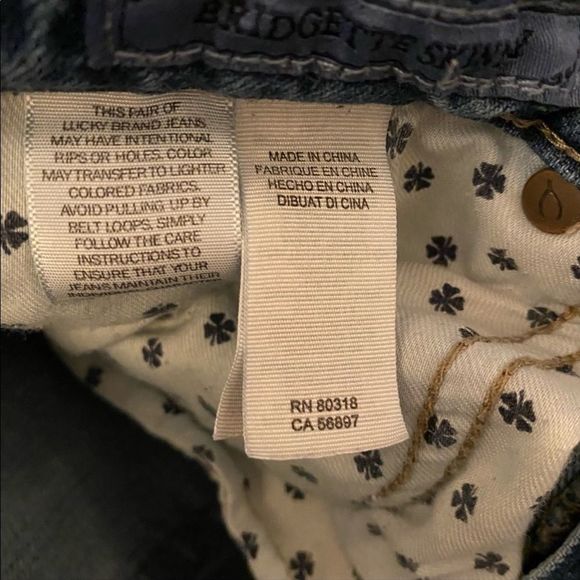 BRIDGETTE SKINNY
THIS PAIR OF
LUCKY BRAND JEANS
MAY HAVE INTENTIONAL
RIPS OR HOLES. COLOR
MAY TRANSFER TO LIGHTER
COLORED FABRICS.
AVOID PULLING UP BY
BELT LOOPS. SIMPLY
FOLLOW THE CARE
INSTRUCTIONS TO
ENSURE THAT YOUR
JEANS MAINTAIN THEIR
MADE IN CHINA
FABRIQUE EN CHINE
HECHO EN CHINA
DIBUAT DI CINA
RN 80318
CA 56897